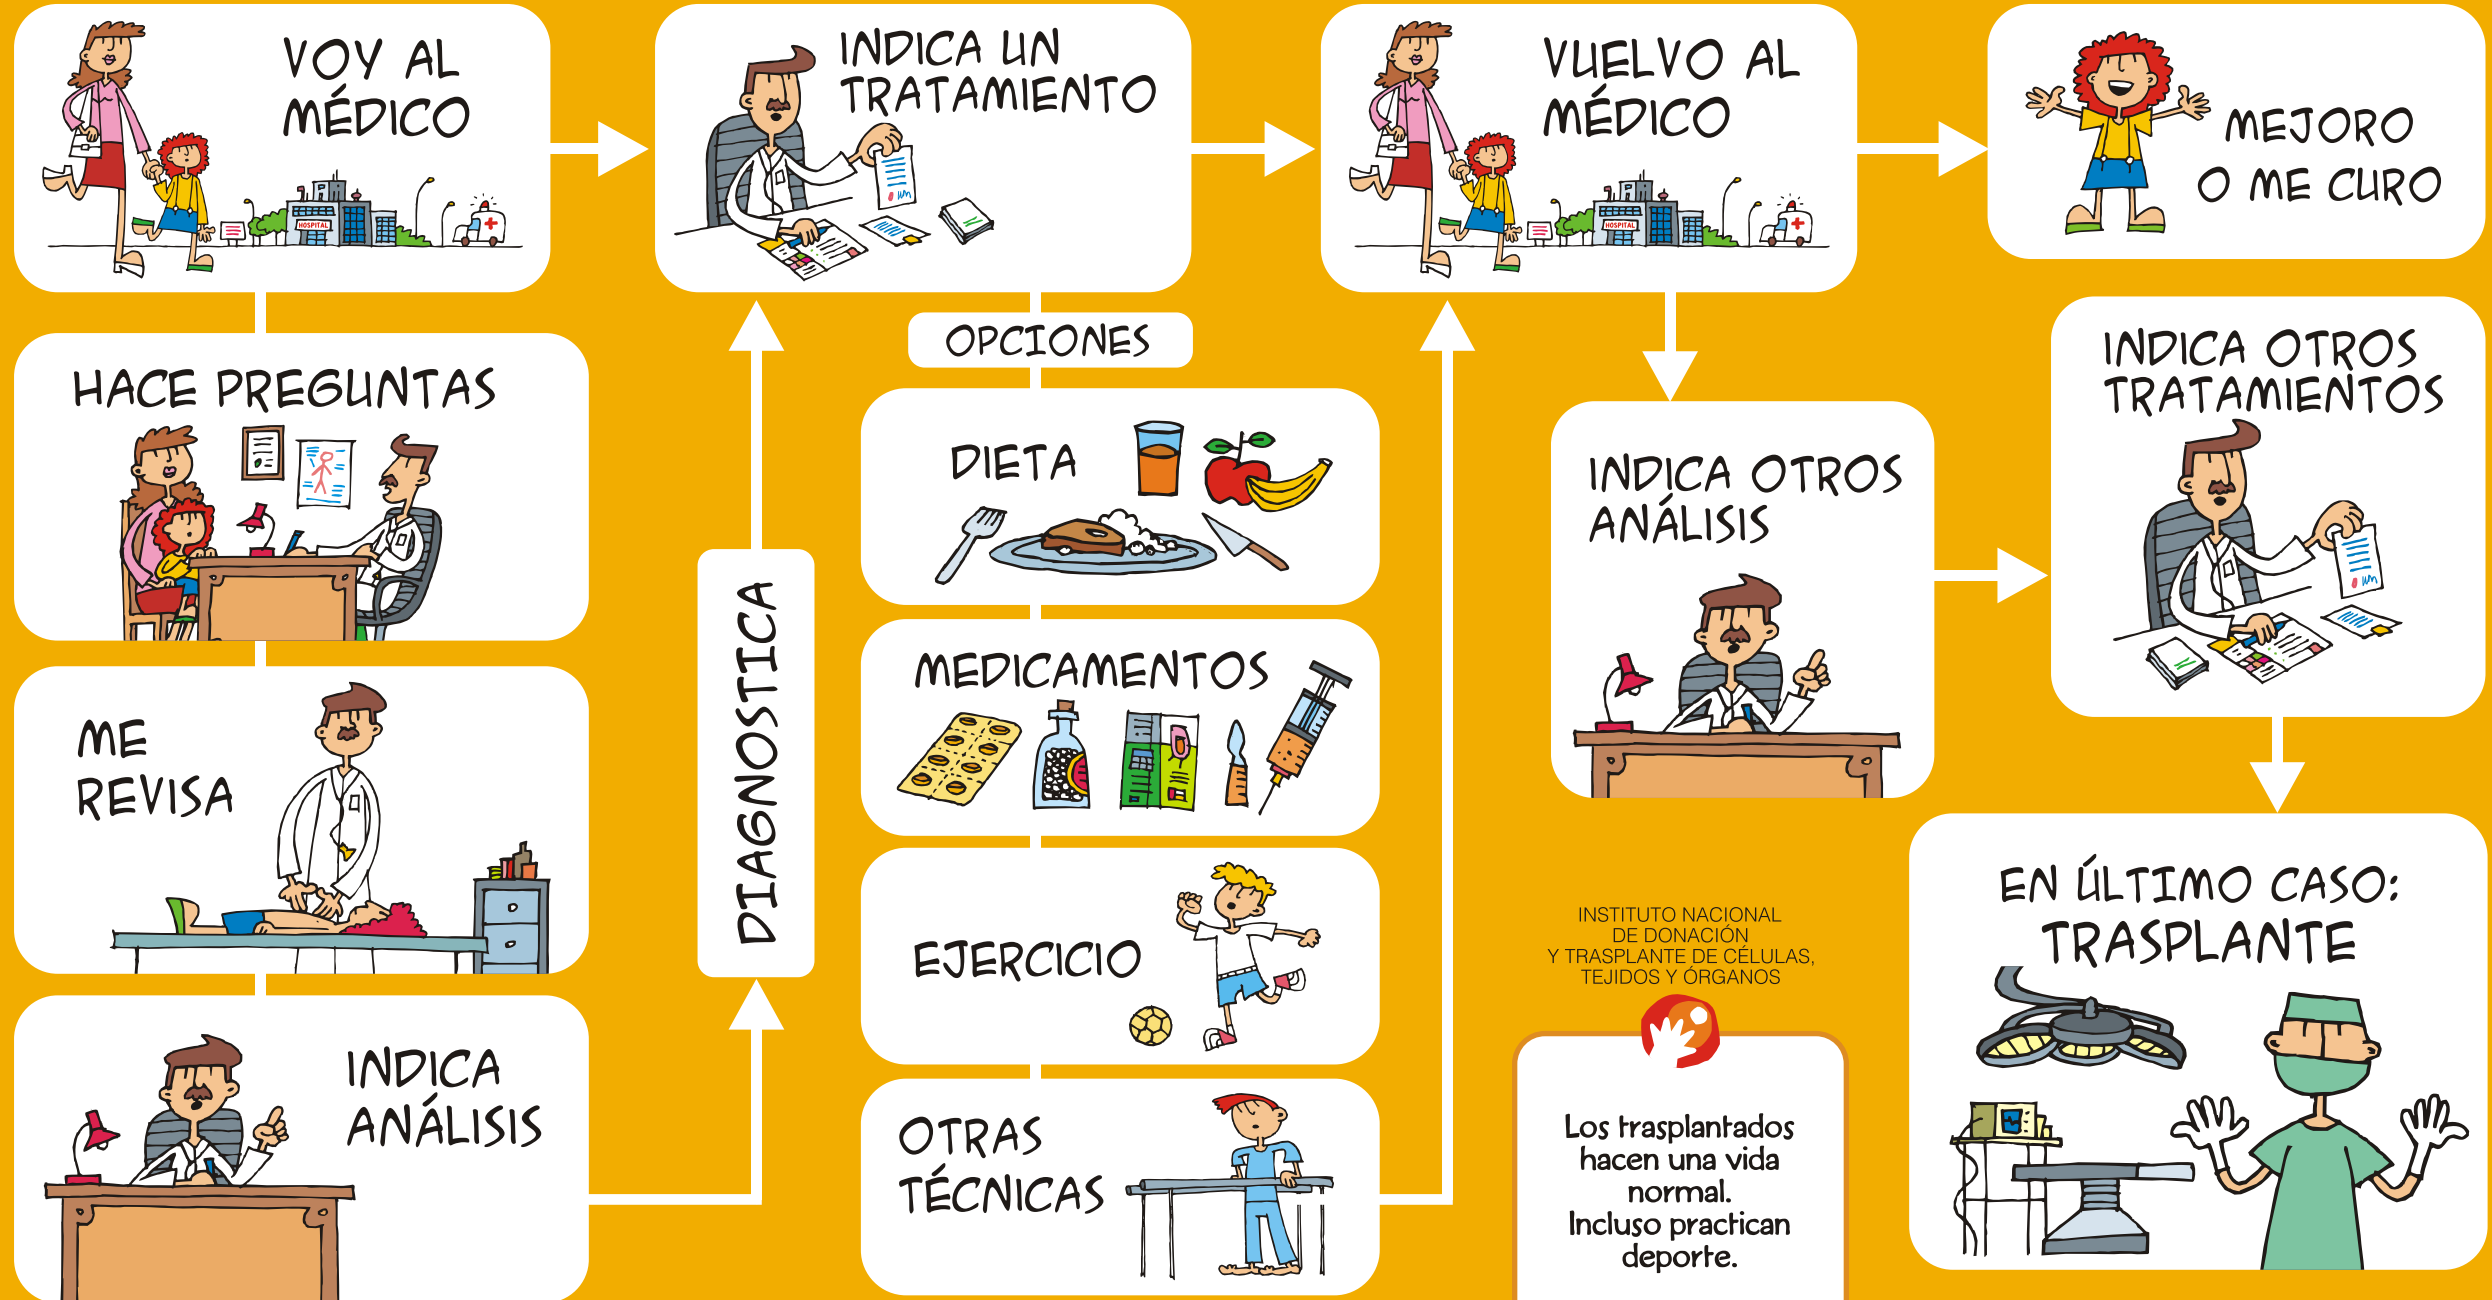 VOY AL
MÉDICO
HOSPITAL
HACE PREGUNTAS
ME
REVISA
INDICA
ANÁLISIS
DIAGNOSTICA
INDICA UN
TRATAMIENTO
OPCIONES
DIETA
MEDICAMENTOS
EJERCICIO
OTRAS
TÉCNICAS
VUELVO AL
MÉDICO
HOSPITAL
MEJORO
O ME CURO
INDICA OTROS
ANÁLISIS
INDICA OTROS
TRATAMIENTOS
EN ÚLTIMO CASO:
TRASPLANTE
INSTITUTO NACIONAL
DE DONACIÓN
Y TRASPLANTE DE CÉLULAS,
TEJIDOS Y ÓRGANOS
Los trasplantados
hacen una vida
normal.
Incluso practican
deporte.